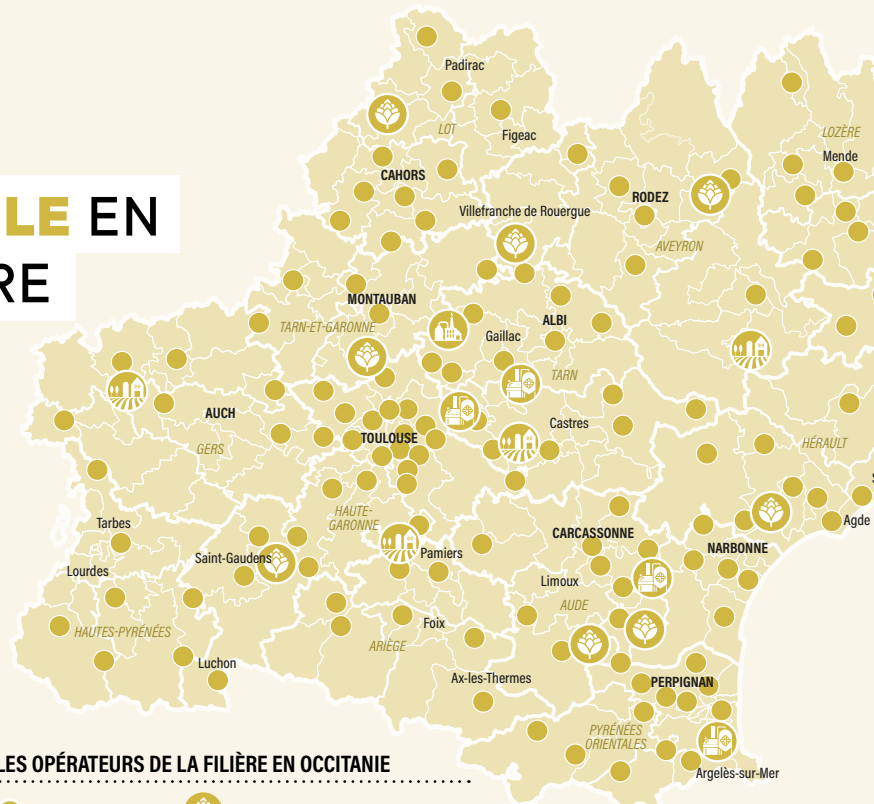 LE EN
RE
Padirac
LOT
Figeac
CAHORS
LOZÈRE
Mende
RODEZ
Villefranche de Rouergue
AVEYRON
MONTAUBAN
TARN-ET-GARONNE
Gaillac
ALBI
TARN
AUCH
GERS
TOULOUSE
Castres
HÉRAULT
HAUTE-
GARONNE
Agde
Tarbes
CARCASSONNE
NARBONNE
Saint-Gaudens
Pamiers
Lourdes
Limoux
AUDE
HAUTES-PYRÉNÉES
Foix
ARIÈGE
Luchon
Ax-les-Thermes
PERPIGNAN
PYRÉNÉES
ORIENTALES
Argelès-sur-Mer
LES OPÉRATEURS DE LA FILIÈRE EN OCCITANIE